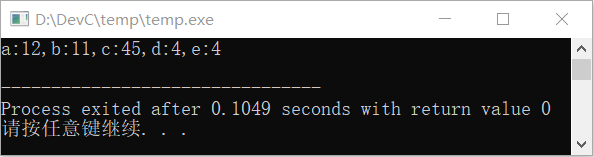 D:\DevC\temp\temp.exe
a:12,b:11,c:45,d:4,e:4
--------------------------------
Process exited after 0.1049 seconds with return value 0
请按任意键继续. . .